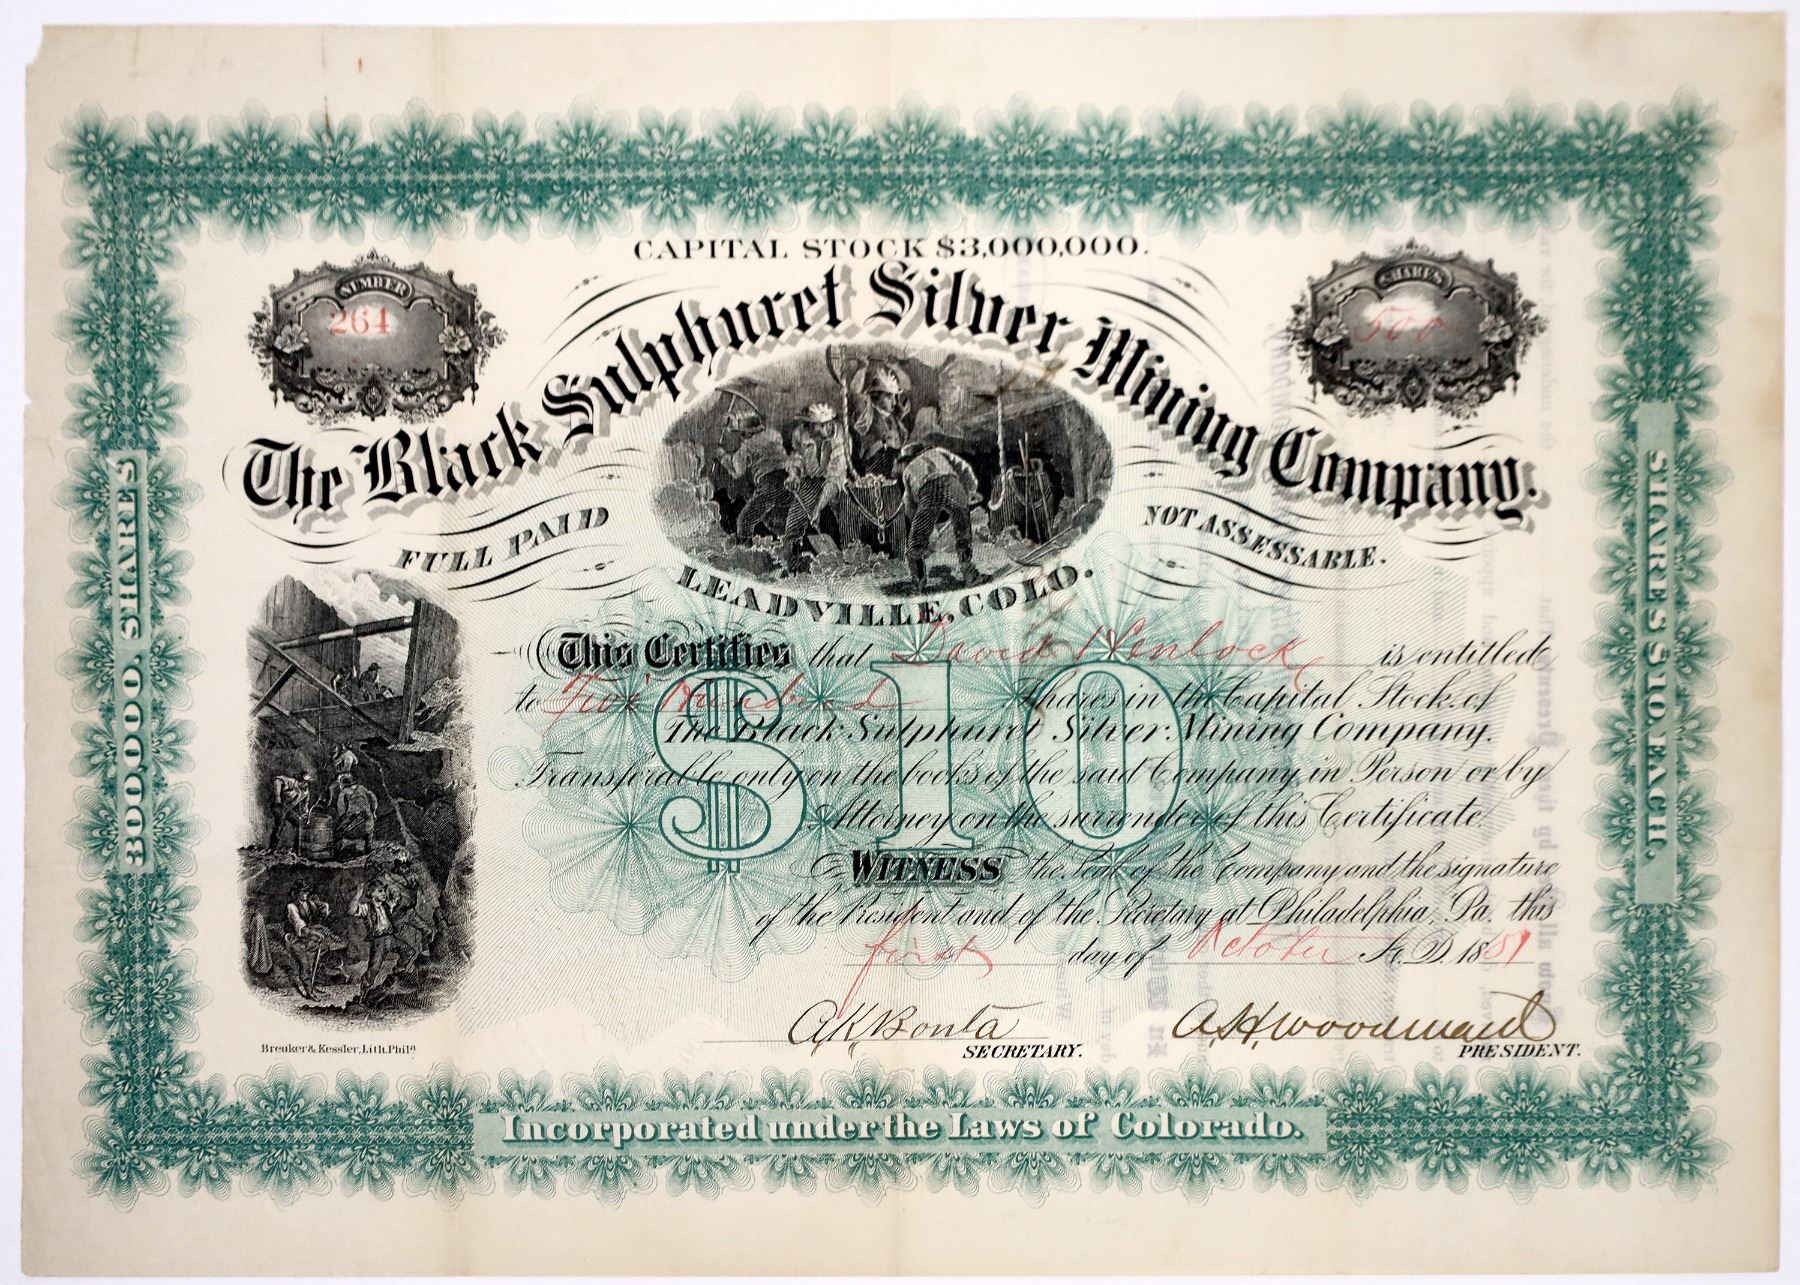 CAPITAL STOCK $3,000,000.
NUMBER
264
SHARES
500
The Black Sulphuret Silver Mining Company.
FULL PAID
NOT ASSESSABLE.
LEADVILLE, COLO.
300,000. SHARES
SHARES $10. EACH.
$10
This Certifies that David Wenlock is entitled
to Five Hundred Shares in the Capital Stock of
The Black Sulphuret Silver Mining Company.
Transferable only on the books of the said Company in Person or by
Attorney on the surrender of this Certificate.
WITNESS the Seal of the Company and the signature
of the President and of the Secretary at Philadelphia, Pa. this
first day of October A.D. 1881
A.K. Bonta
SECRETARY.
A.H. Woodward
PRESIDENT.
Breuker & Kessler, Lith. Phila.
Incorporated under the Laws of Colorado.